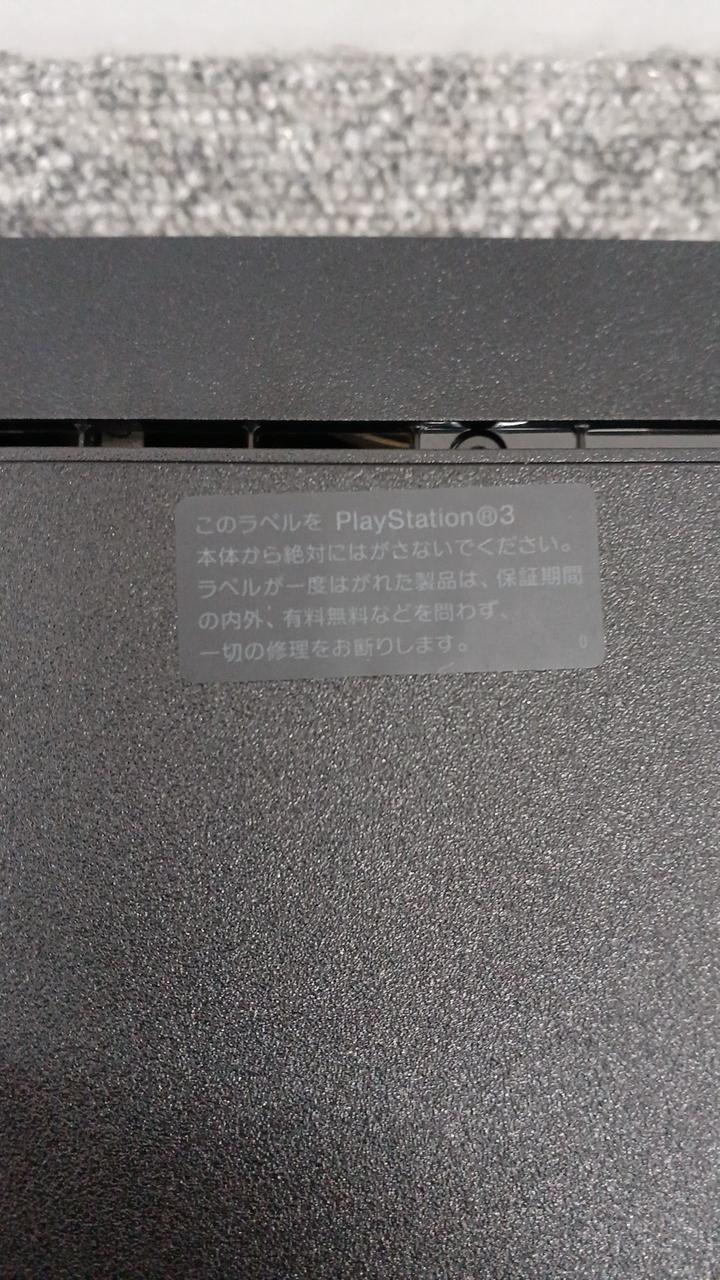 このラベルを PlayStation®3
本体から絶対にはがさないでください。
ラベルが一度はがれた製品は、保証期間
の内外、有料無料などを問わず、
一切の修理をお断りします。
0